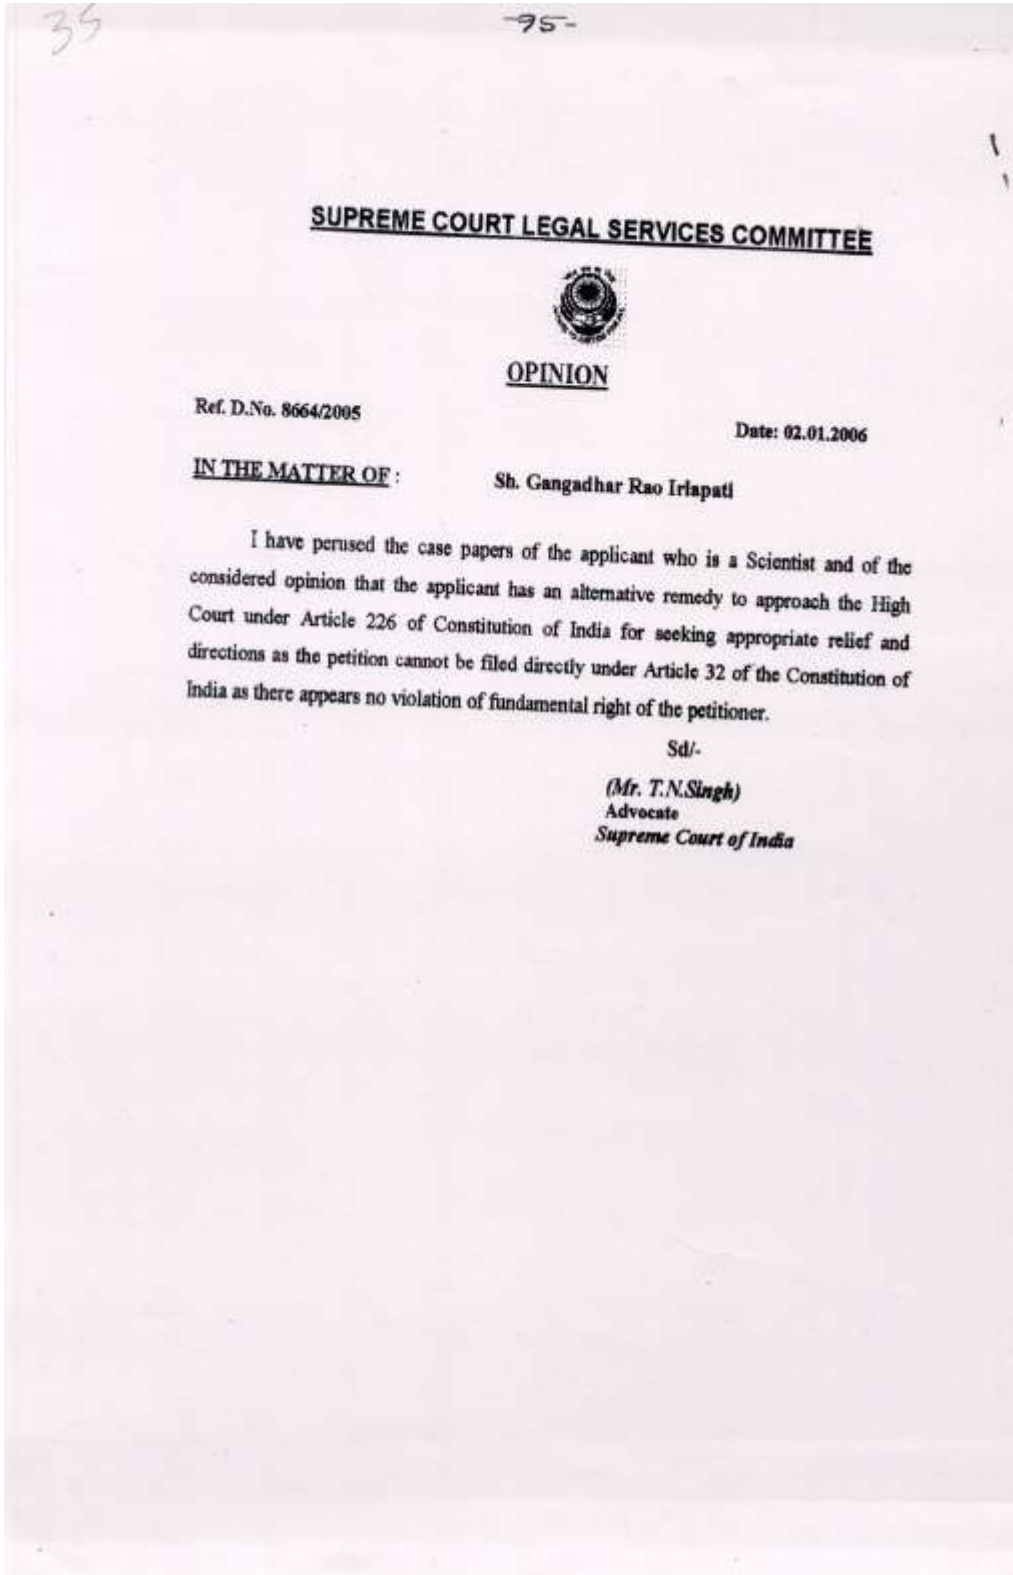 35
-95-
SUPREME COURT LEGAL SERVICES COMMITTEE
OPINION
Ref. D.No. 8664/2005
Date: 02.01.2006
IN THE MATTER OF :
Sh. Gangadhar Rao Irlapati
I have perused the case papers of the applicant who is a Scientist and of the
considered opinion that the applicant has an alternative remedy to approach the High
Court under Article 226 of Constitution of India for seeking appropriate relief and
directions as the petition cannot be filed directly under Article 32 of the Constitution of
India as there appears no violation of fundamental right of the petitioner.
Sd/-
(Mr. T.N.Singh)
Advocate
Supreme Court of India